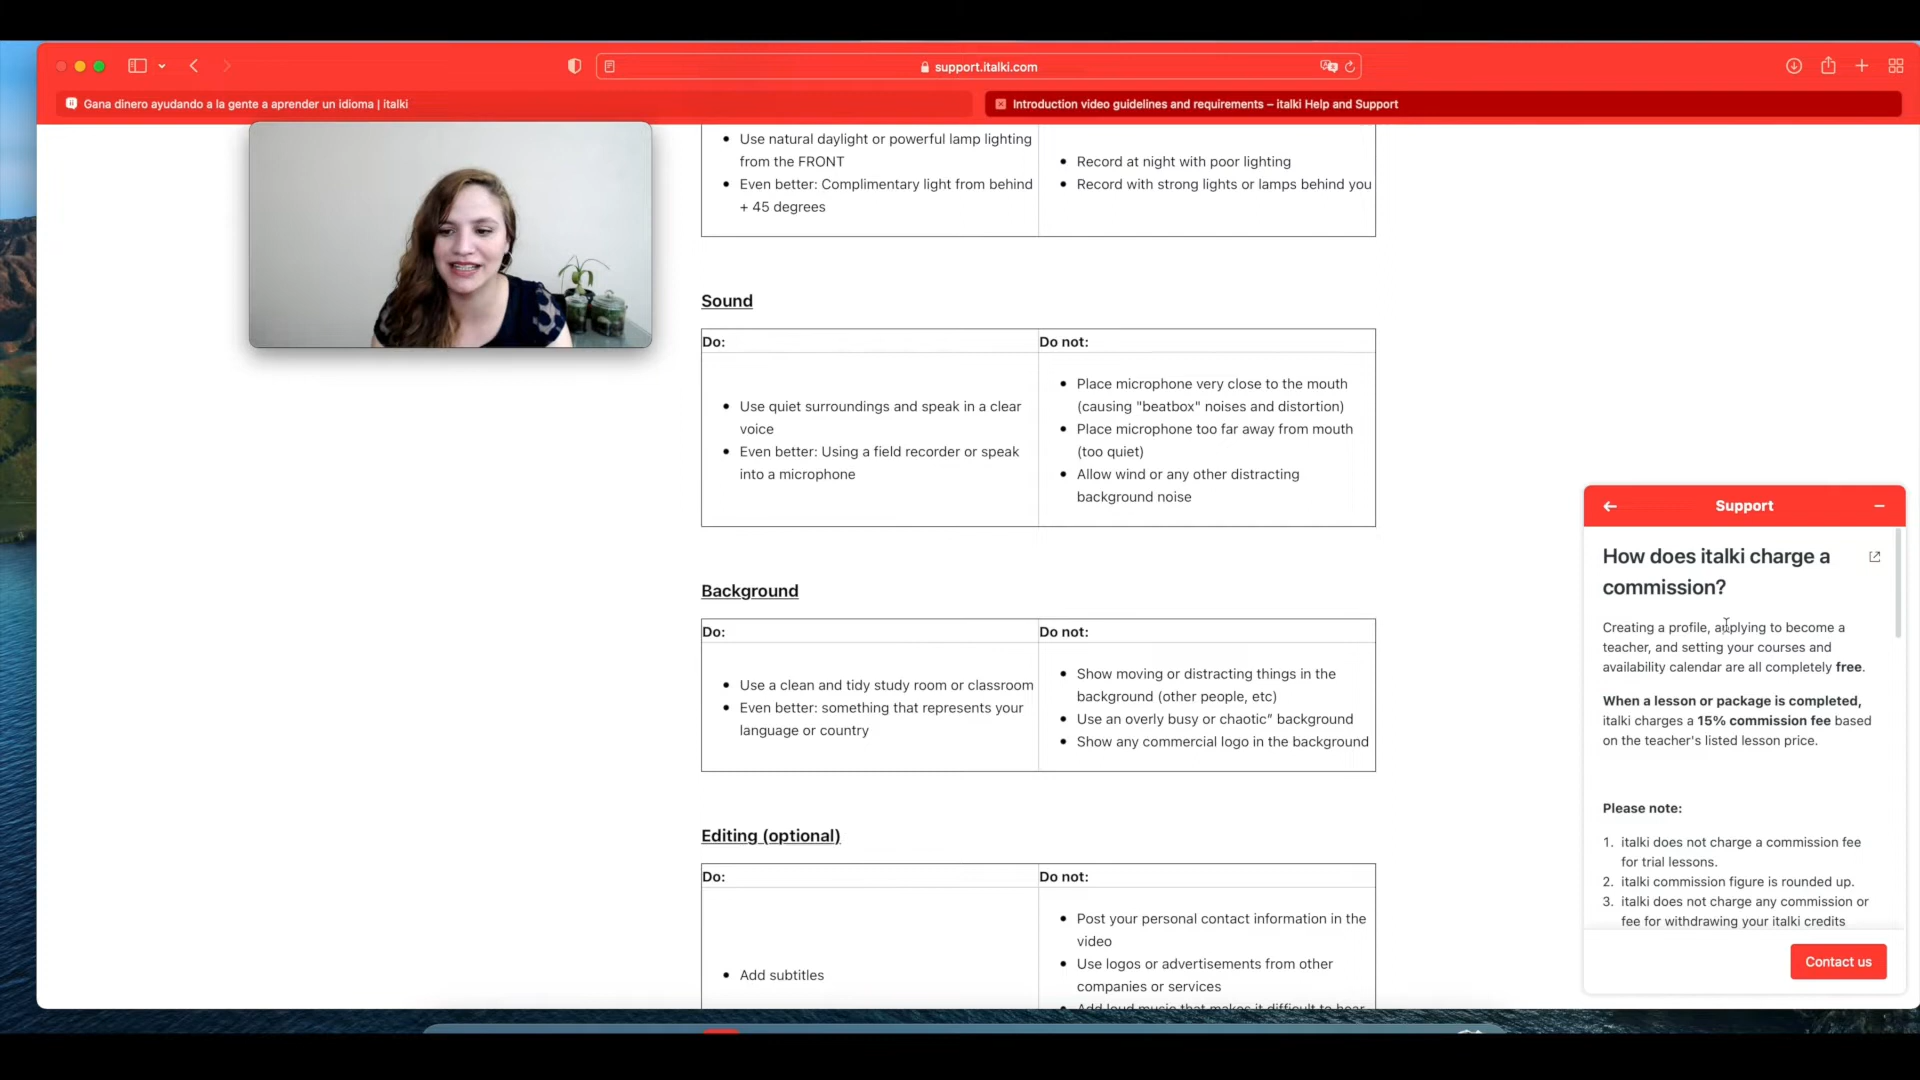 support.italki.com
Gana dinero ayudando a la gente a aprender un idioma | italki
Introduction video guidelines and requirements – italki Help and Support
Use natural daylight or powerful lamp lighting
from the FRONT
Even better: Complimentary light from behind
+ 45 degrees
Record at night with poor lighting
Record with strong lights or lamps behind you
Sound
Do:
Do not:
Use quiet surroundings and speak in a clear
voice
Even better: Using a field recorder or speak
into a microphone
Place microphone very close to the mouth
(causing "beatbox" noises and distortion)
Place microphone too far away from mouth
(too quiet)
Allow wind or any other distracting
background noise
Background
Do:
Do not:
Use a clean and tidy study room or classroom
Even better: something that represents your
language or country
Show moving or distracting things in the
background (other people, etc)
Use an overly busy or chaotic” background
Show any commercial logo in the background
Editing (optional)
Do:
Do not:
Add subtitles
Post your personal contact information in the
video
Use logos or advertisements from other
companies or services
Add loud music that makes it difficult to hear
Support
How does italki charge a
commission?
Creating a profile, applying to become a
teacher, and setting your courses and
availability calendar are all completely free.
When a lesson or package is completed,
italki charges a 15% commission fee based
on the teacher's listed lesson price.
Please note:
1. italki does not charge a commission fee
for trial lessons.
2. italki commission figure is rounded up.
3. italki does not charge any commission or
fee for withdrawing your italki credits
Contact us